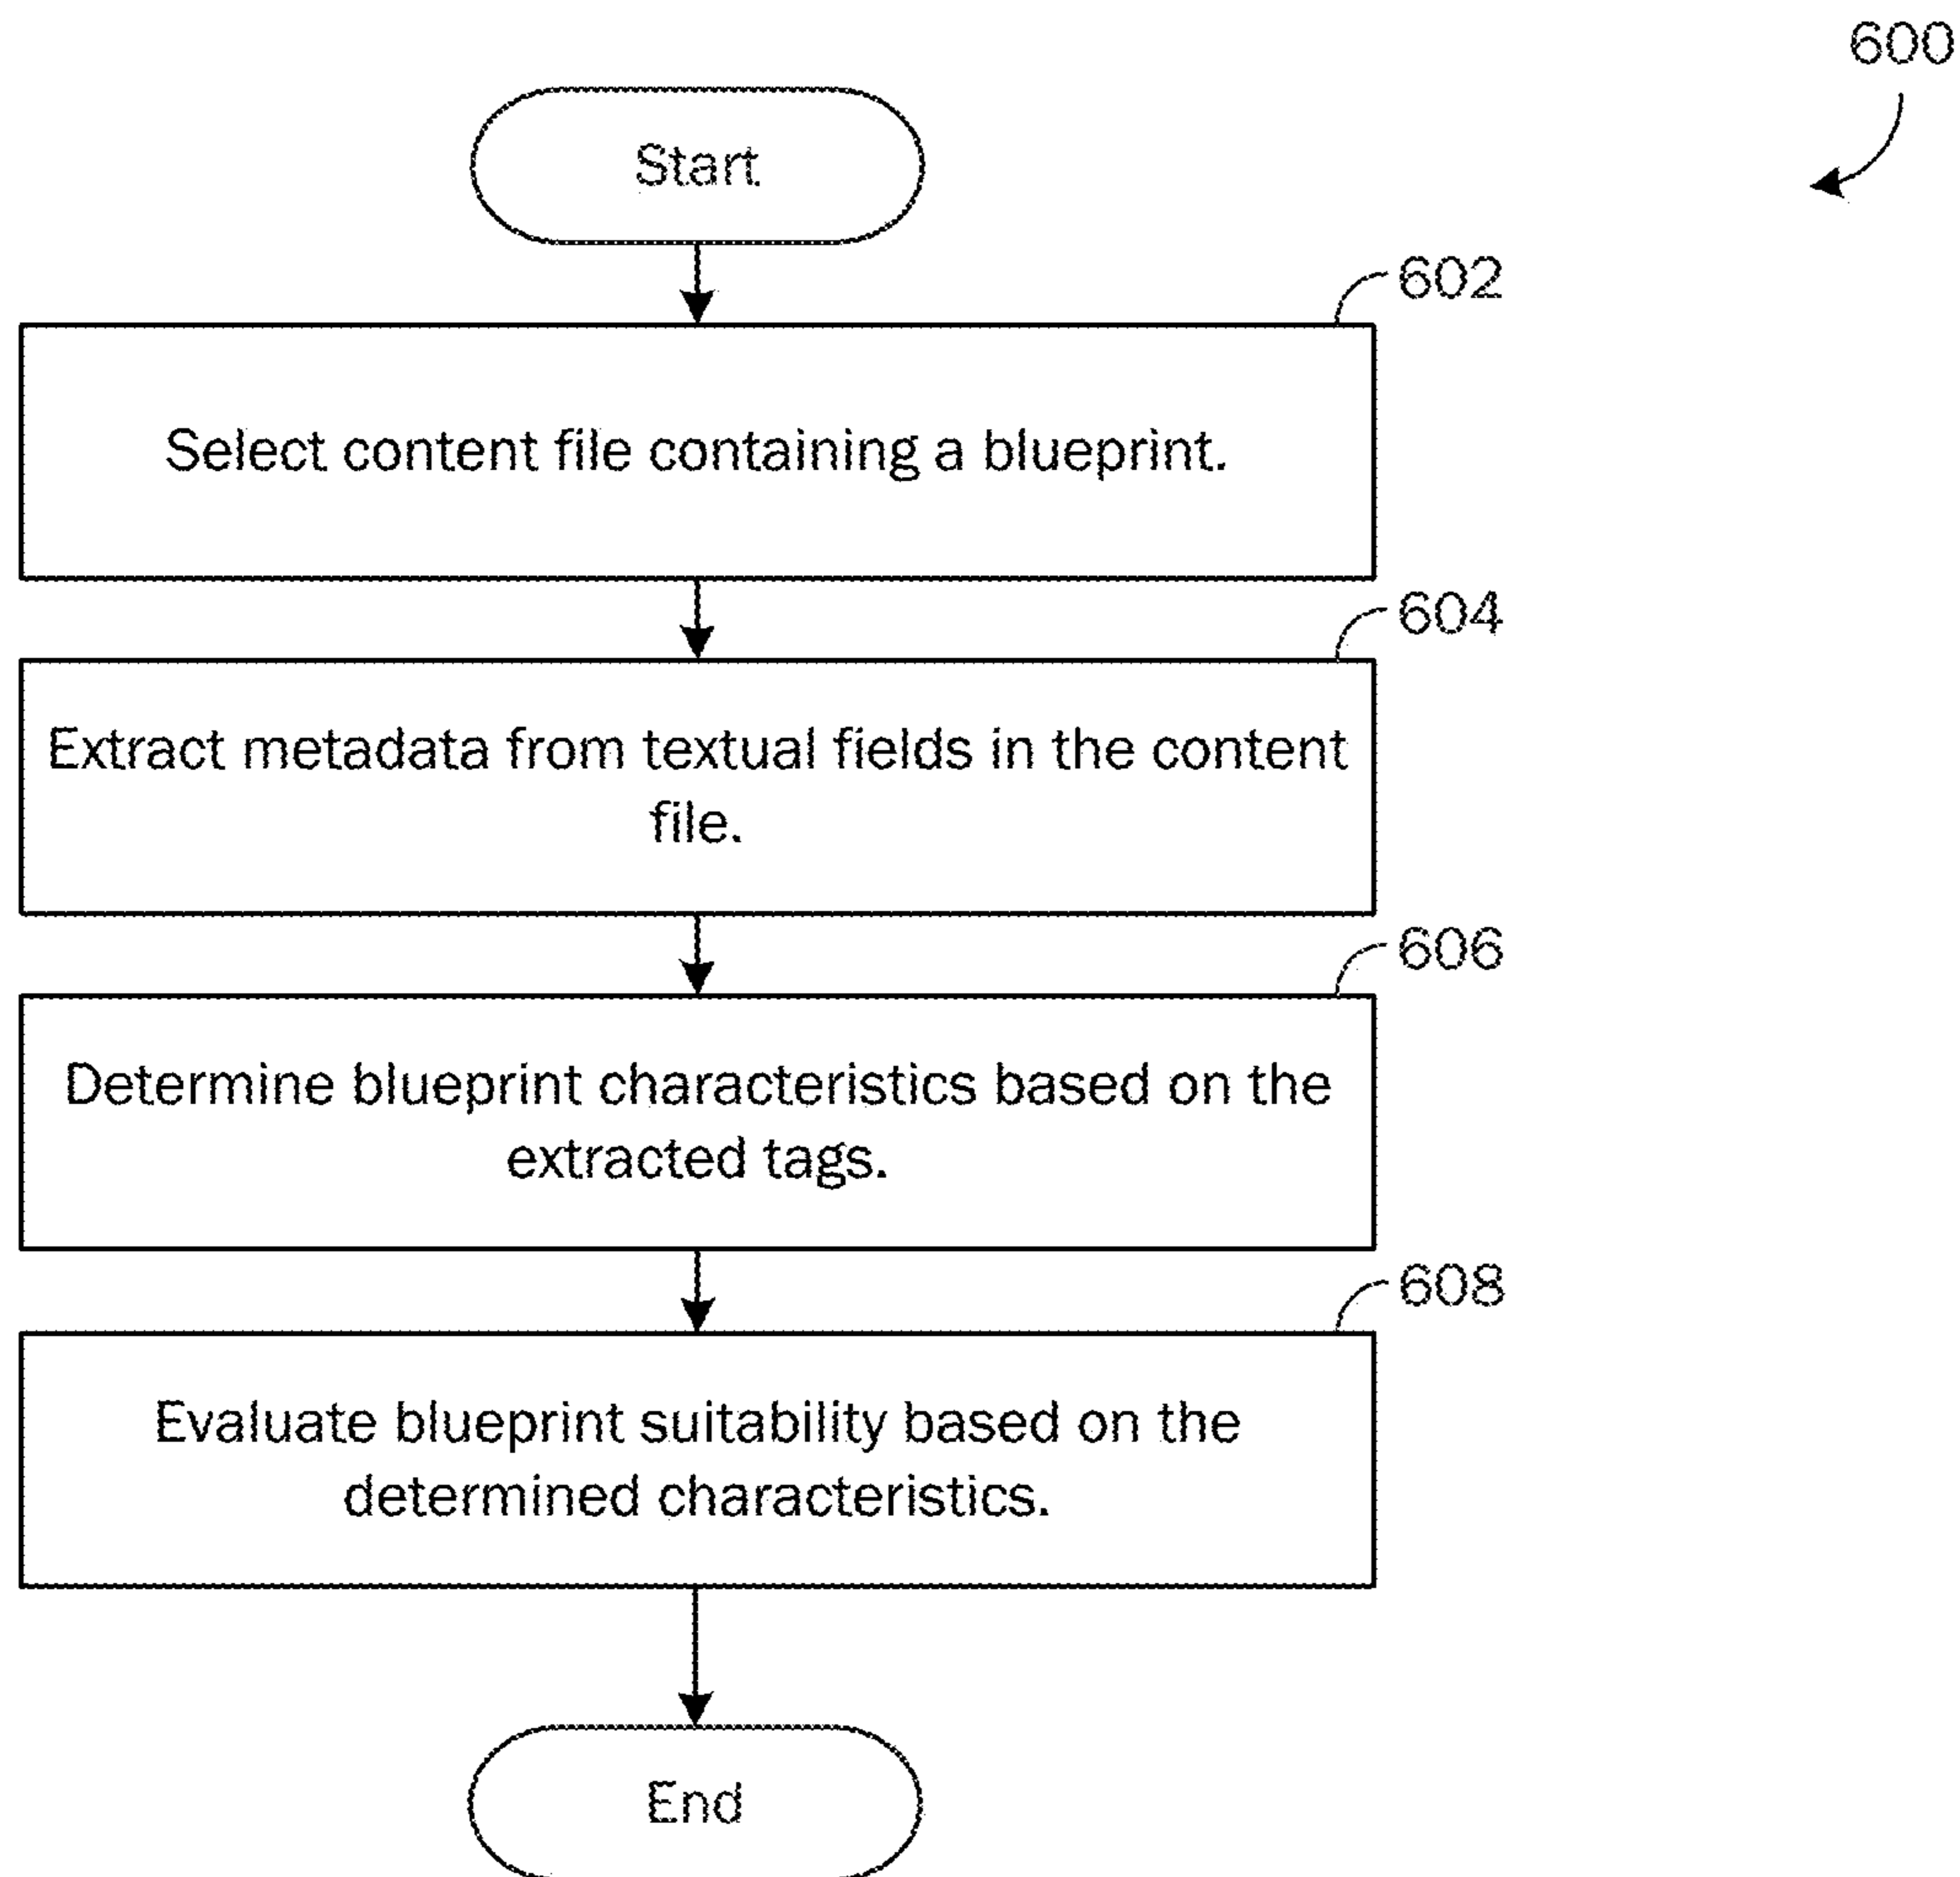 600
Start
602
Select content file containing a blueprint.
604
Extract metadata from textual fields in the content
file.
606
Determine blueprint characteristics based on the
extracted tags.
608
Evaluate blueprint suitability based on the
determined characteristics.
End